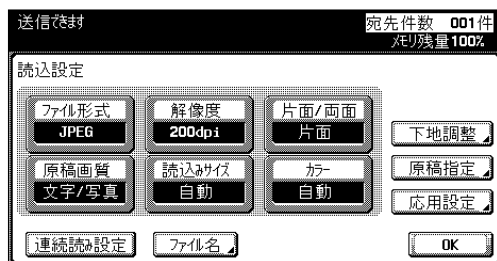 送信できます
宛先件数 001件
メモリ残量100%
読込設定
ファイル形式 解像度 片面/両面
JPEG 200dpi 片面
下地調整
原稿画質 読込みサイズ カラー
文字/写真 自動 自動
原稿指定
応用設定
連続読み設定 ファイル名 OK